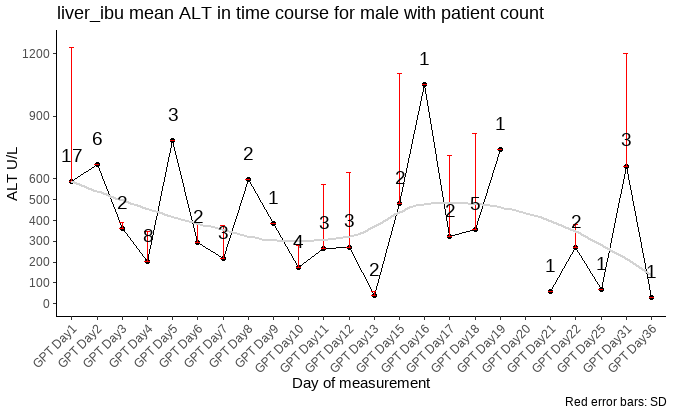 liver_ibu mean ALT in time course for male with patient count
ALT U/L
1200
900
600
500
400
300
200
100
0
17
6
2
8
3
2
3
2
1
4
3
3
2
2
1
2
5
1
1
2
1
3
1
GPT Day1
GPT Day2
GPT Day3
GPT Day4
GPT Day5
GPT Day6
GPT Day7
GPT Day8
GPT Day9
GPT Day10
GPT Day11
GPT Day12
GPT Day13
GPT Day15
GPT Day16
GPT Day17
GPT Day18
GPT Day19
GPT Day20
GPT Day21
GPT Day22
GPT Day25
GPT Day31
GPT Day36
Day of measurement
Red error bars: SD